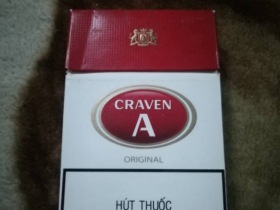 CRAVEN
A
ORIGINAL
HÚT THUỐC